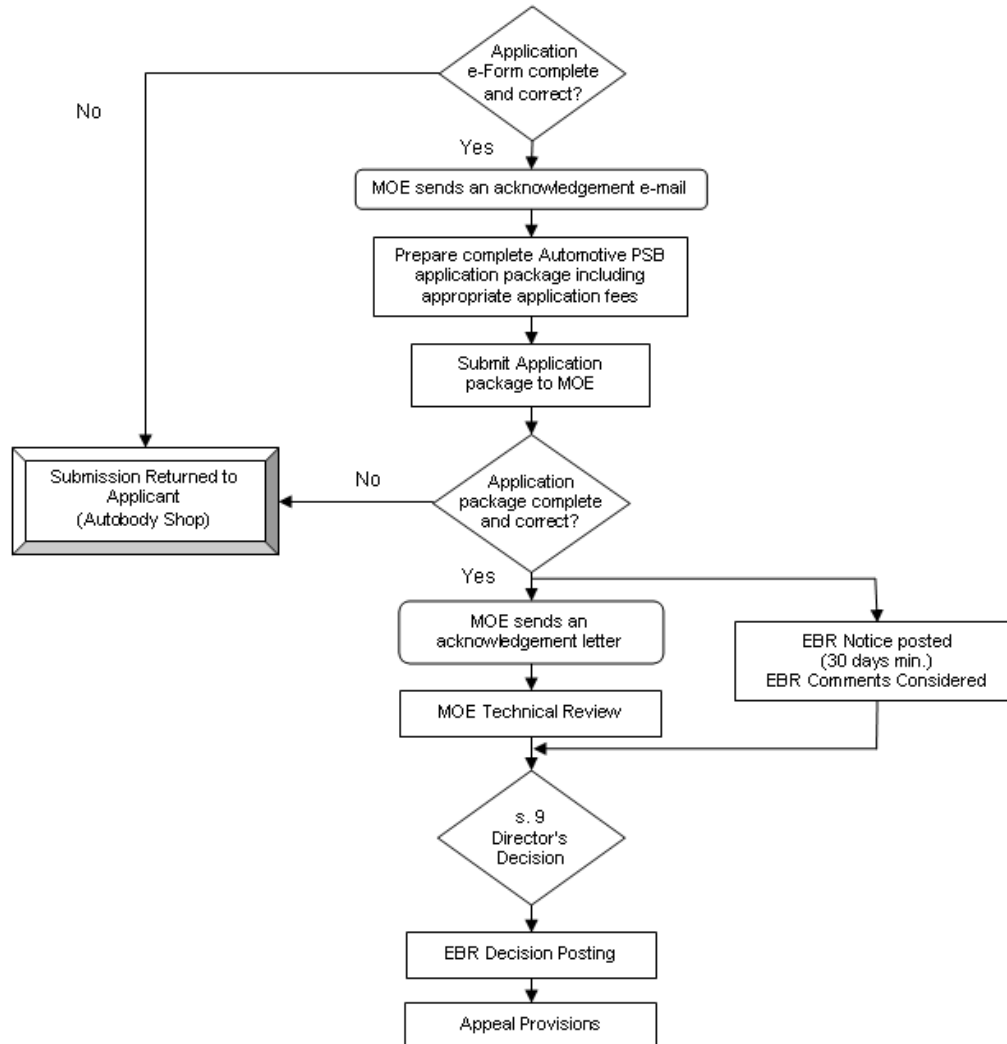 Application
e-Form complete
and correct?
No
Yes
MOE sends an acknowledgement e-mail
Prepare complete Automotive PSB
application package including
appropriate application fees
Submit Application
package to MOE
Submission Returned to
Applicant
(Autobody Shop)
No
Application
package complete
and correct?
Yes
MOE sends an
acknowledgement letter
EBR Notice posted
(30 days min.)
EBR Comments Considered
MOE Technical Review
s. 9
Director's
Decision
EBR Decision Posting
Appeal Provisions